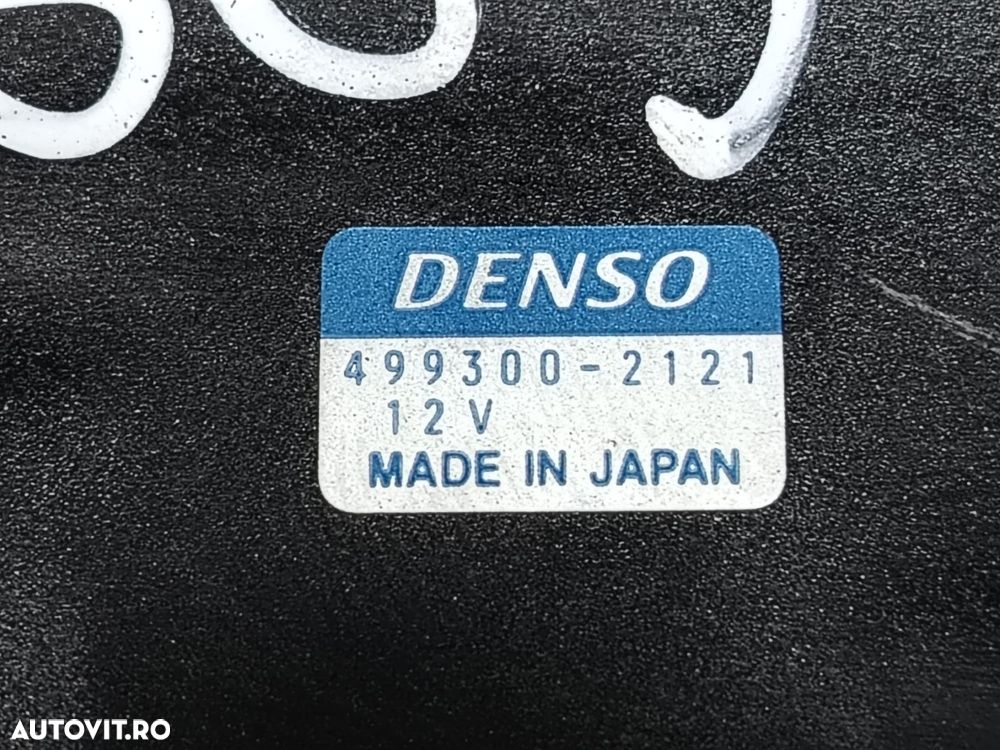 DENSO
499300-2121
12V
MADE IN JAPAN
AUTOVIT.RO